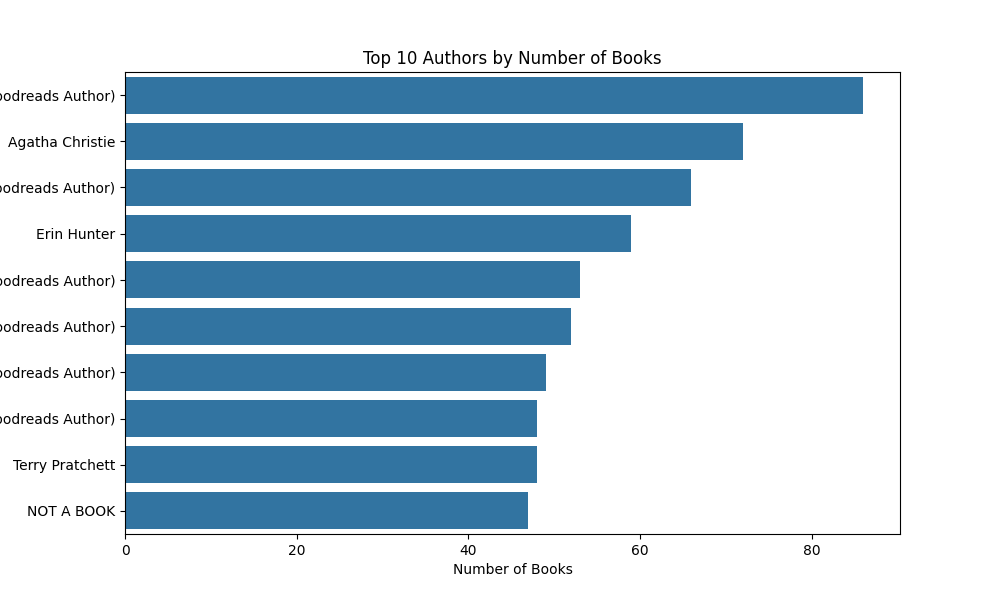 Top 10 Authors by Number of Books
oodreads Author)
Agatha Christie
oodreads Author)
Erin Hunter
oodreads Author)
oodreads Author)
oodreads Author)
oodreads Author)
Terry Pratchett
NOT A BOOK
0 20 40 60 80
Number of Books